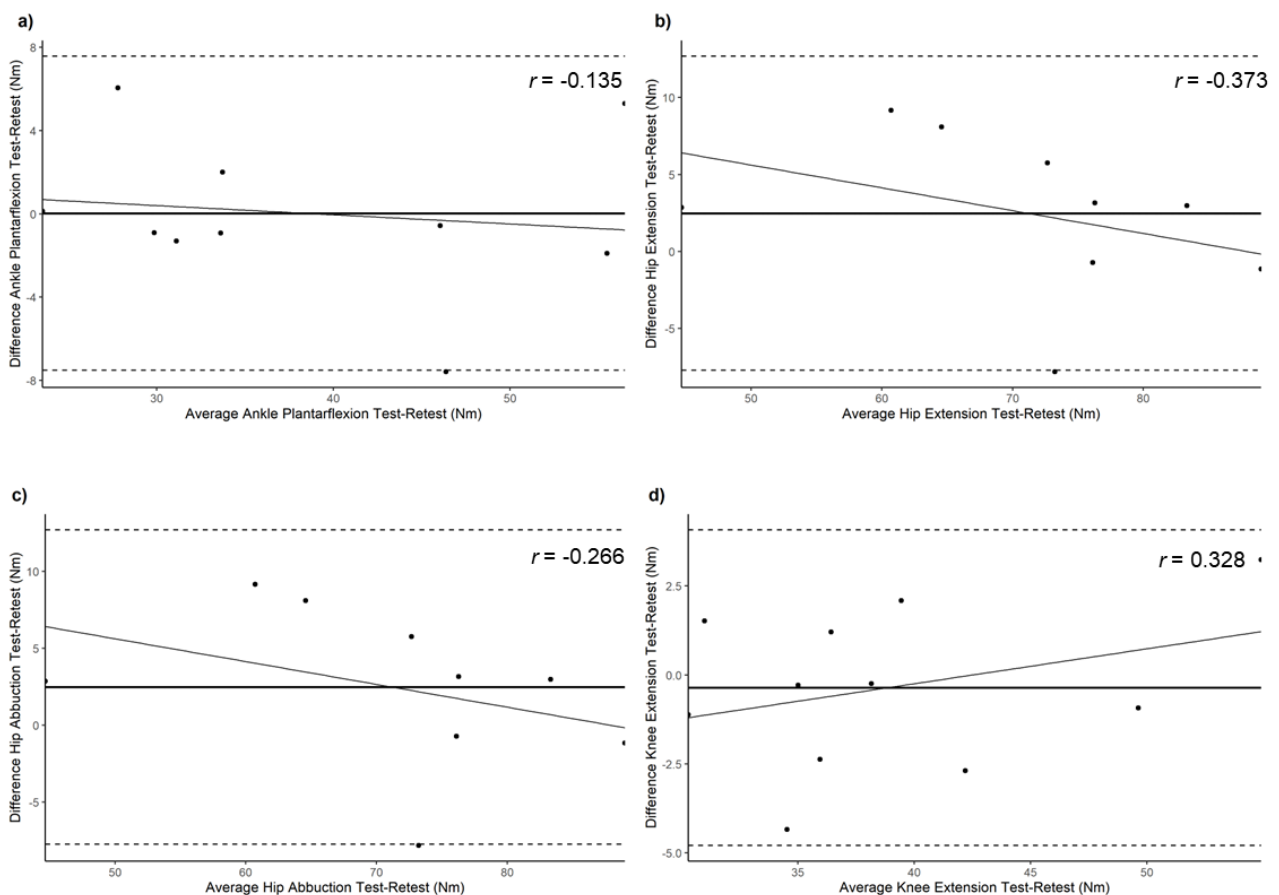 a)
Difference Ankle Plantarflexion Test-Retest (Nm)
8
4
0
-4
-8
r = -0.135
30
40
50
Average Ankle Plantarflexion Test-Retest (Nm)
b)
Difference Hip Extension Test-Retest (Nm)
10
5
0
-5
r = -0.373
50
60
70
80
Average Hip Extension Test-Retest (Nm)
c)
Difference Hip Abbuction Test-Retest (Nm)
10
5
0
-5
r = -0.266
50
60
70
80
Average Hip Abbuction Test-Retest (Nm)
d)
Difference Knee Extension Test-Retest (Nm)
2.5
0.0
-2.5
-5.0
r = 0.328
35
40
45
50
Average Knee Extension Test-Retest (Nm)